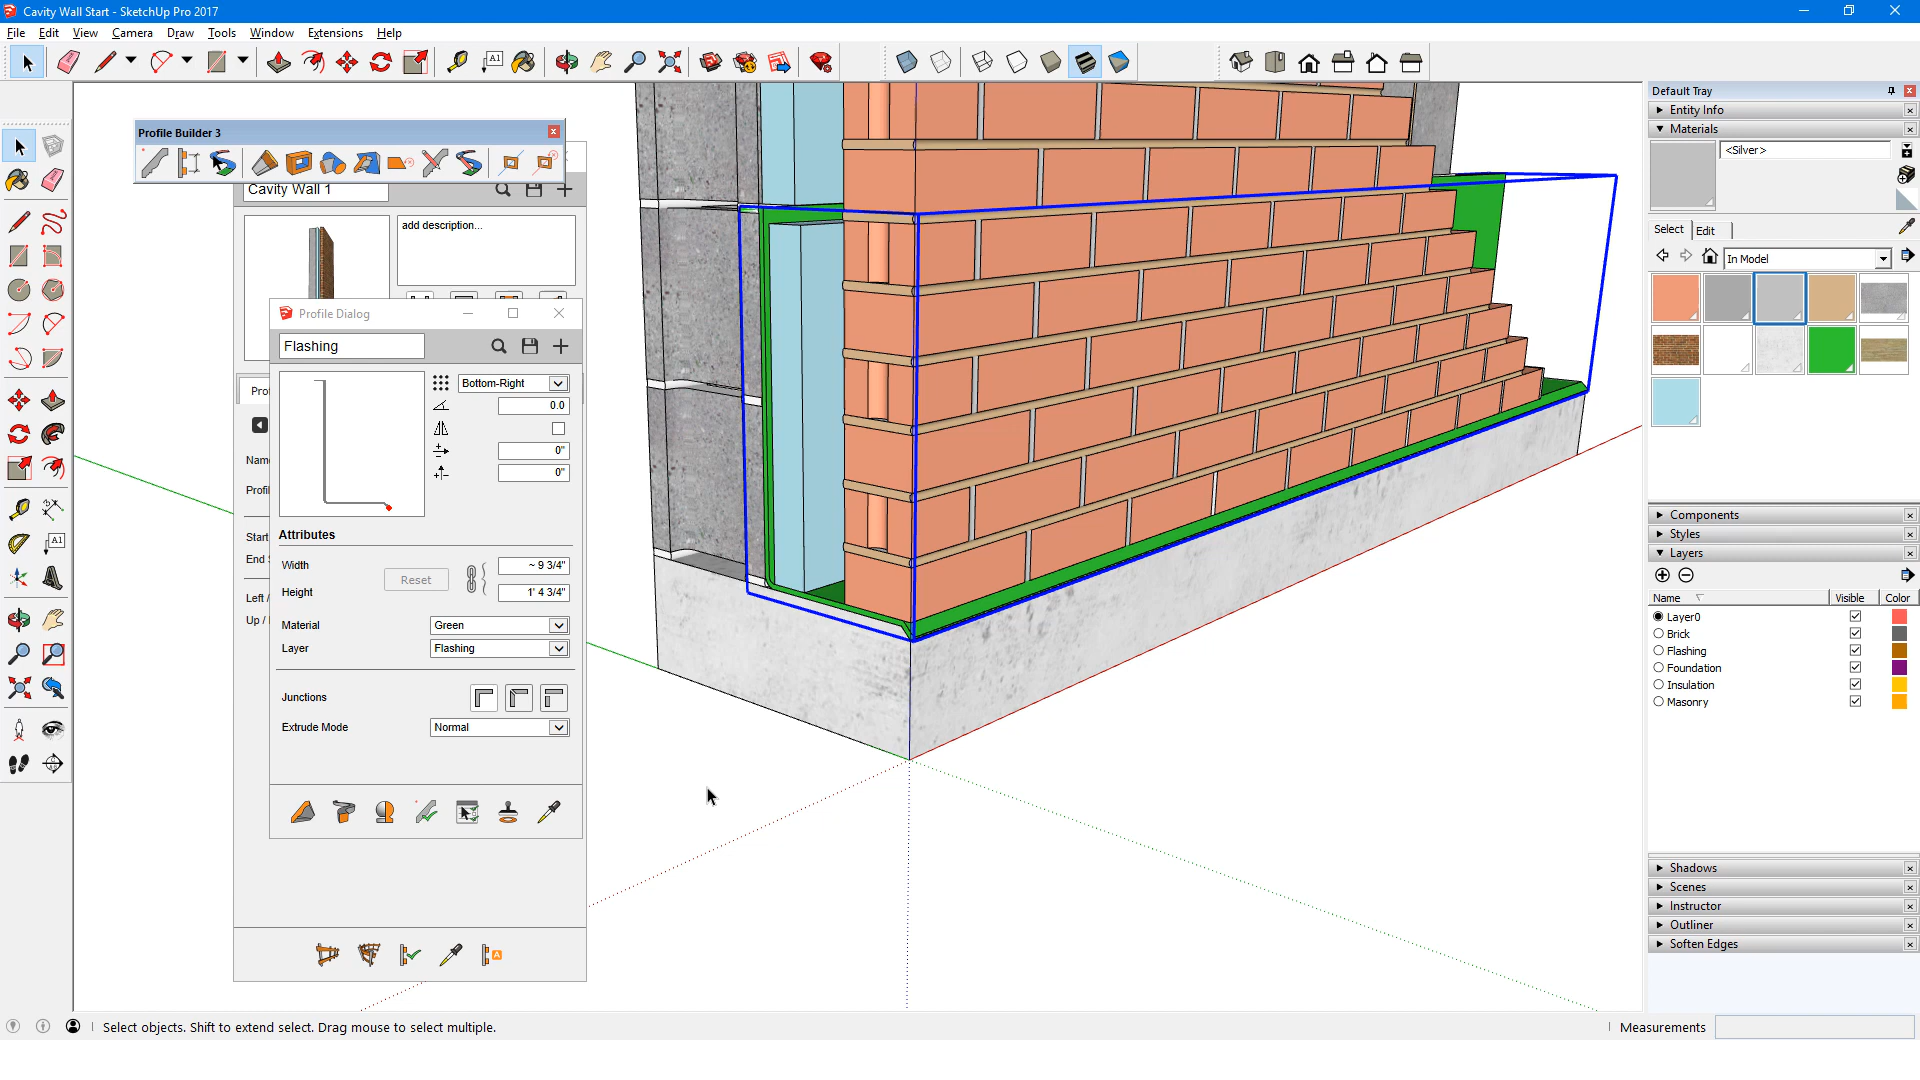 Cavity Wall Start - SketchUp Pro 2017
File Edit View Camera Draw Tools Window Extensions Help
A1
Profile Builder 3
Cavity Wall 1
add description...
Profile Dialog
Flashing
Bottom-Right
0.0
0"
0"
Attributes
Width ~ 9 3/4"
Reset
Height 1' 4 3/4"
Material Green
Layer Flashing
Junctions
Extrude Mode Normal
Start
Left /
Up /
A1
A
Default Tray
Entity Info
Materials
<Silver>
Select Edit
In Model
Components
Styles
Layers
Name Visible Color
Layer0
Brick
Flashing
Foundation
Insulation
Masonry
Shadows
Scenes
Instructor
Outliner
Soften Edges
Select objects. Shift to extend select. Drag mouse to select multiple.
Measurements